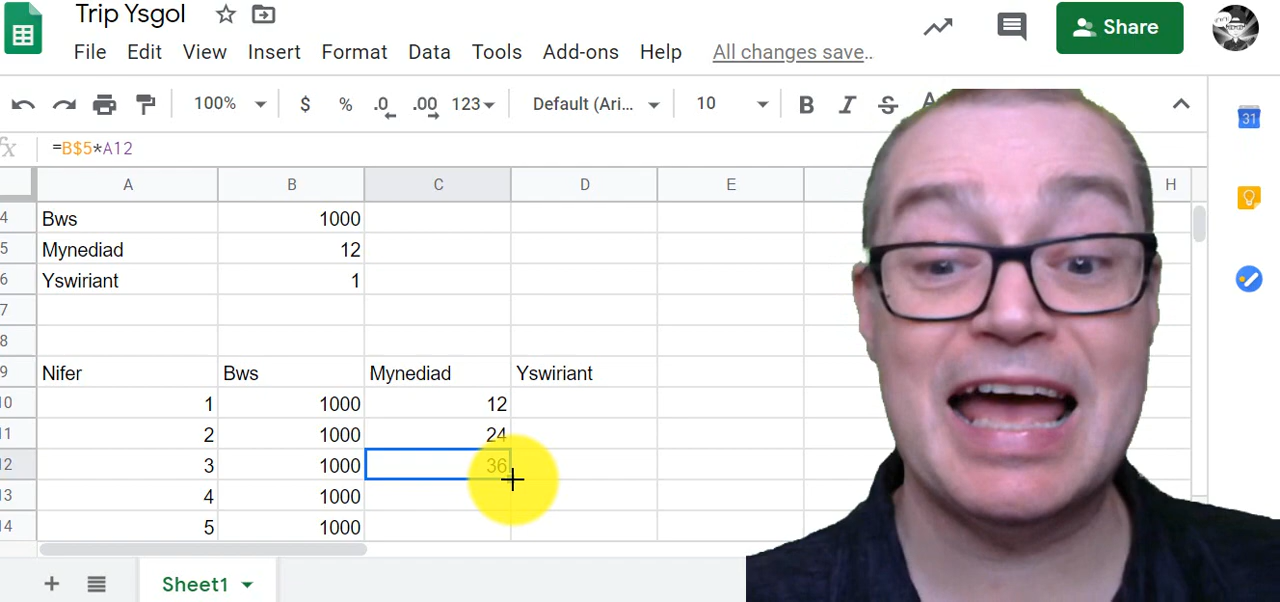 Trip Ysgol
File Edit View Insert Format Data Tools Add-ons Help All changes save..
Share
100% $ % .0 .00 123 Default (Ari... 10 B I S A
31
fx =B$5*A12
A B C D E H
4 Bws 1000
5 Mynediad 12
6 Yswiriant 1
7
8
9 Nifer Bws Mynediad Yswiriant
10 1 1000 12
11 2 1000 24
12 3 1000 36
13 4 1000
14 5 1000
+ Sheet1